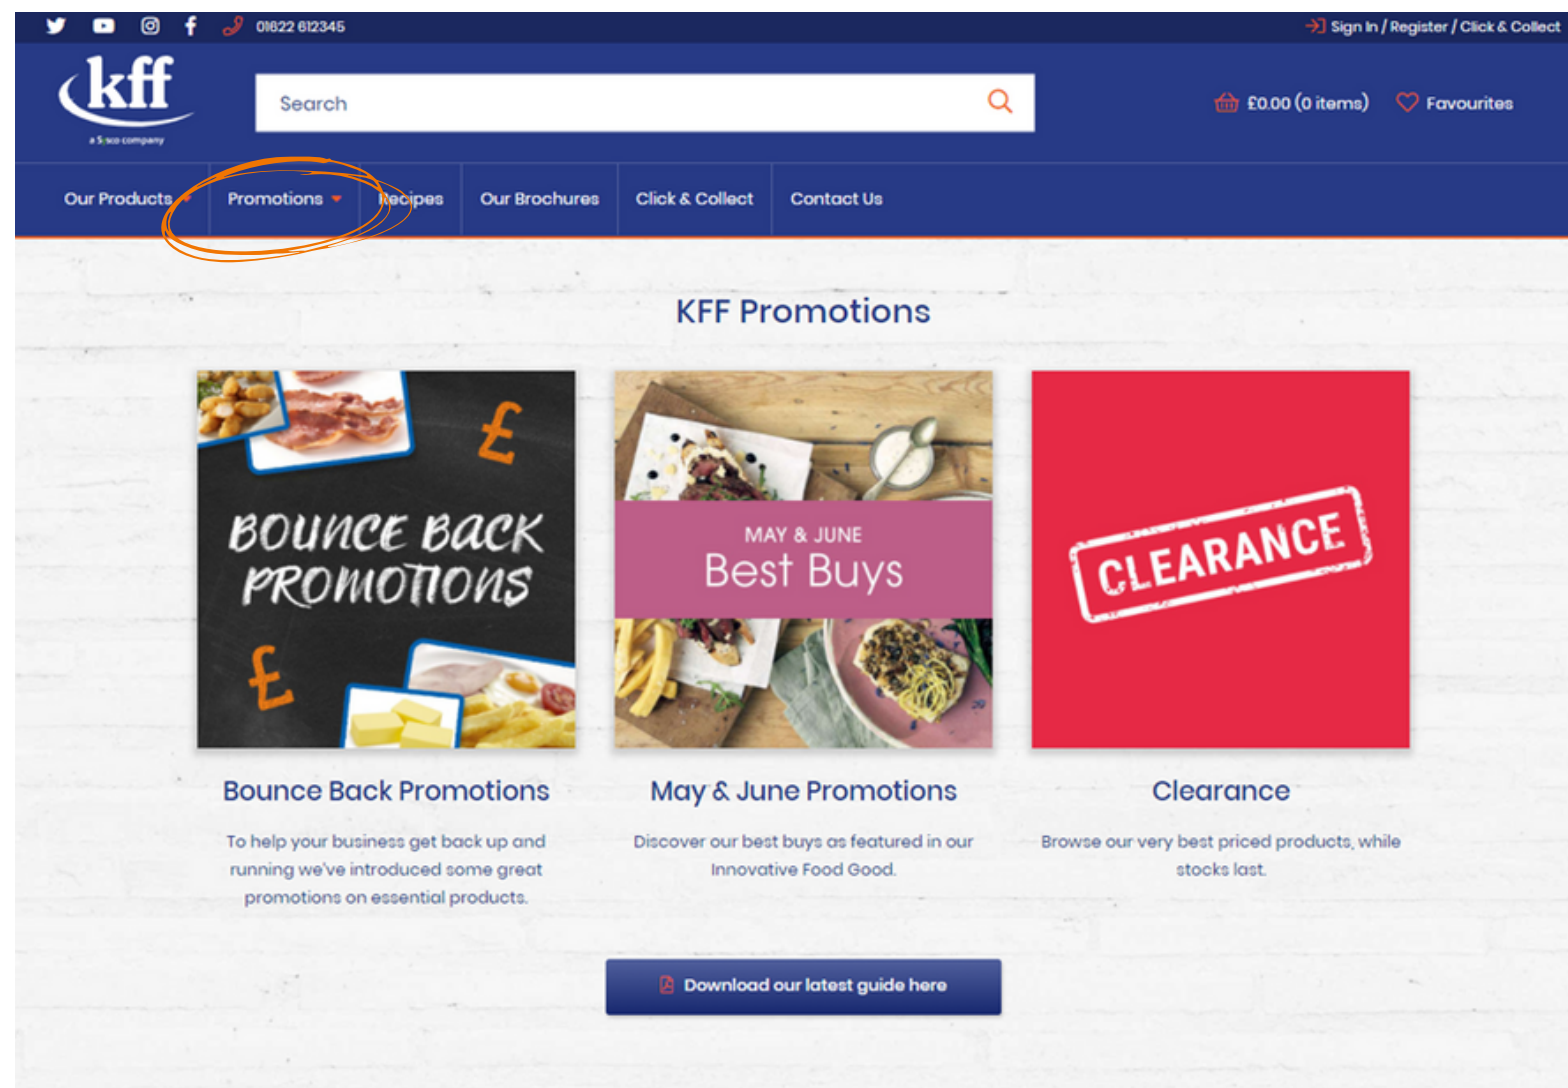 01622 612345
Sign In / Register / Click & Collect
kff
a Sysco company
Search
£0.00 (0 items)
Favourites
Our Products
Promotions
Recipes
Our Brochures
Click & Collect
Contact Us
KFF Promotions
£
BOUNCE BACK
PROMOTIONS
£
MAY & JUNE
Best Buys
CLEARANCE
Bounce Back Promotions
May & June Promotions
Clearance
To help your business get back up and
running we've introduced some great
promotions on essential products.
Discover our best buys as featured in our
Innovative Food Good.
Browse our very best priced products, while
stocks last.
Download our latest guide here